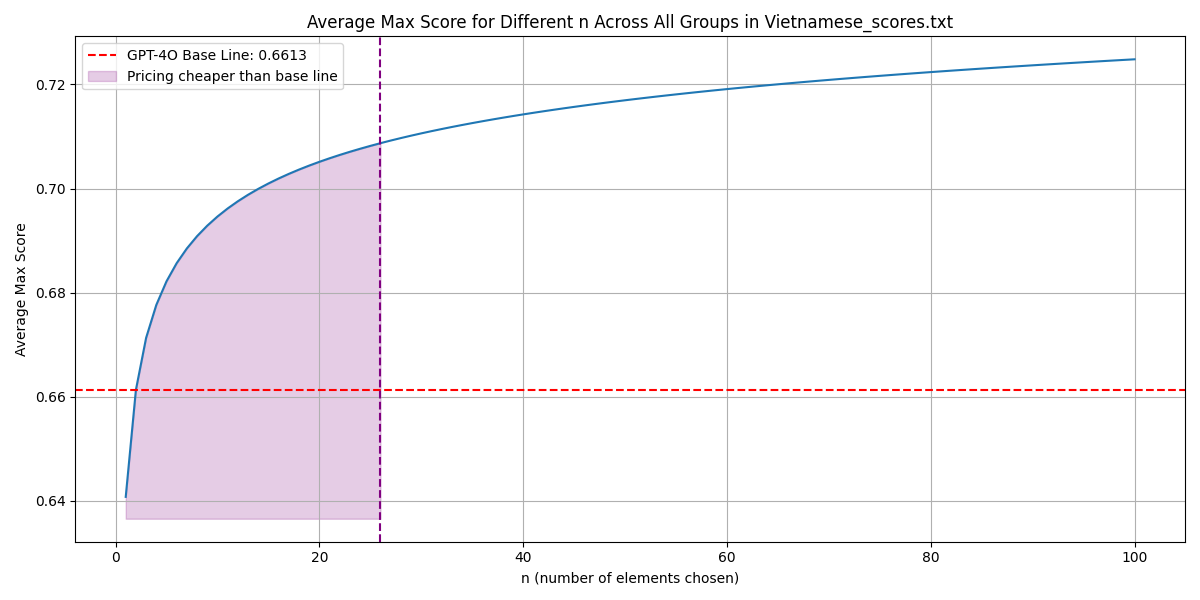 Average Max Score for Different n Across All Groups in Vietnamese_scores.txt
GPT-4O Base Line: 0.6613
Pricing cheaper than base line
Average Max Score
0.72
0.70
0.68
0.66
0.64
0
20
40
60
80
100
n (number of elements chosen)